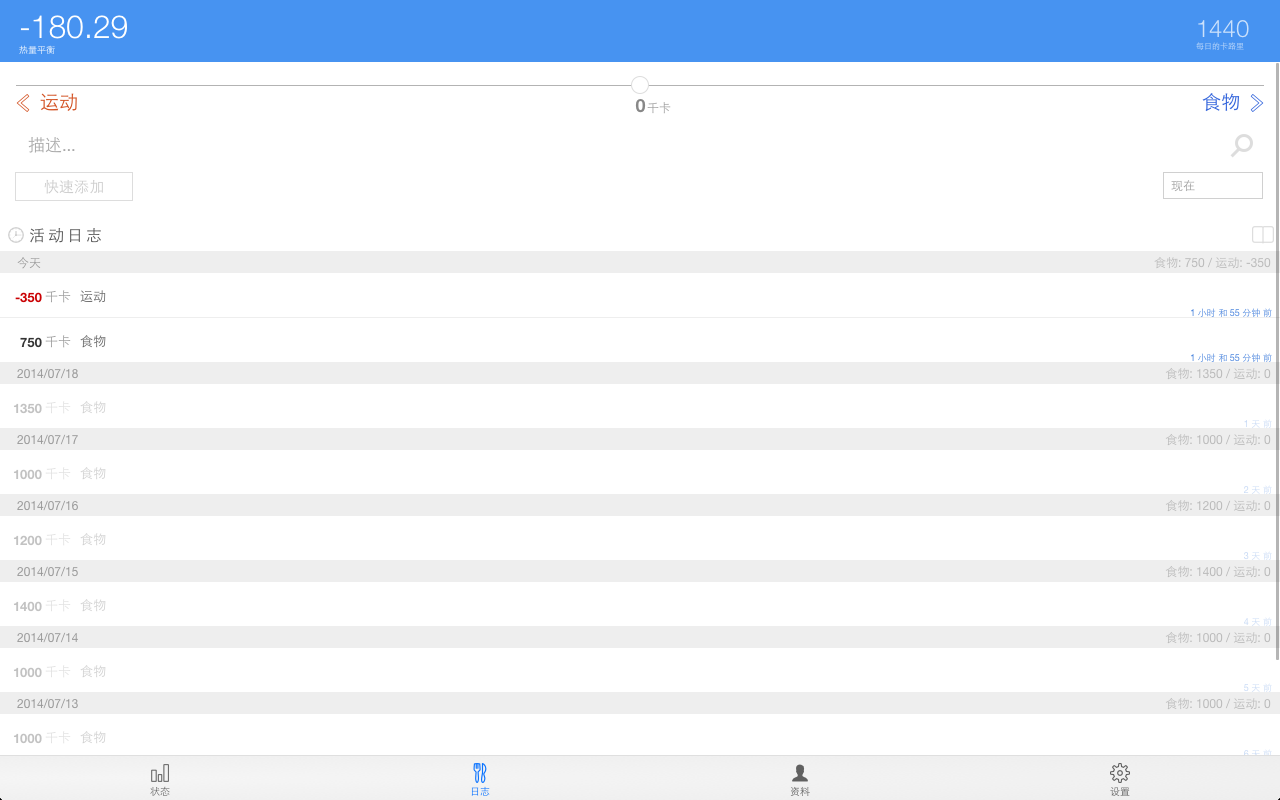 -180.29
热量平衡
1440
每日的卡路里
运动
0千卡
食物
描述...
快速添加
现在
活动日志
今天 食物: 750 / 运动: -350
-350 千卡 运动
1 小时 和 55 分钟 前
750 千卡 食物
1 小时 和 55 分钟 前
2014/07/18 食物: 1350 / 运动: 0
1350 千卡 食物
1 天 前
2014/07/17 食物: 1000 / 运动: 0
1000 千卡 食物
2 天 前
2014/07/16 食物: 1200 / 运动: 0
1200 千卡 食物
3 天 前
2014/07/15 食物: 1400 / 运动: 0
1400 千卡 食物
4 天 前
2014/07/14 食物: 1000 / 运动: 0
1000 千卡 食物
5 天 前
2014/07/13 食物: 1000 / 运动: 0
1000 千卡 食物
6 天 前
状态 日志 资料 设置